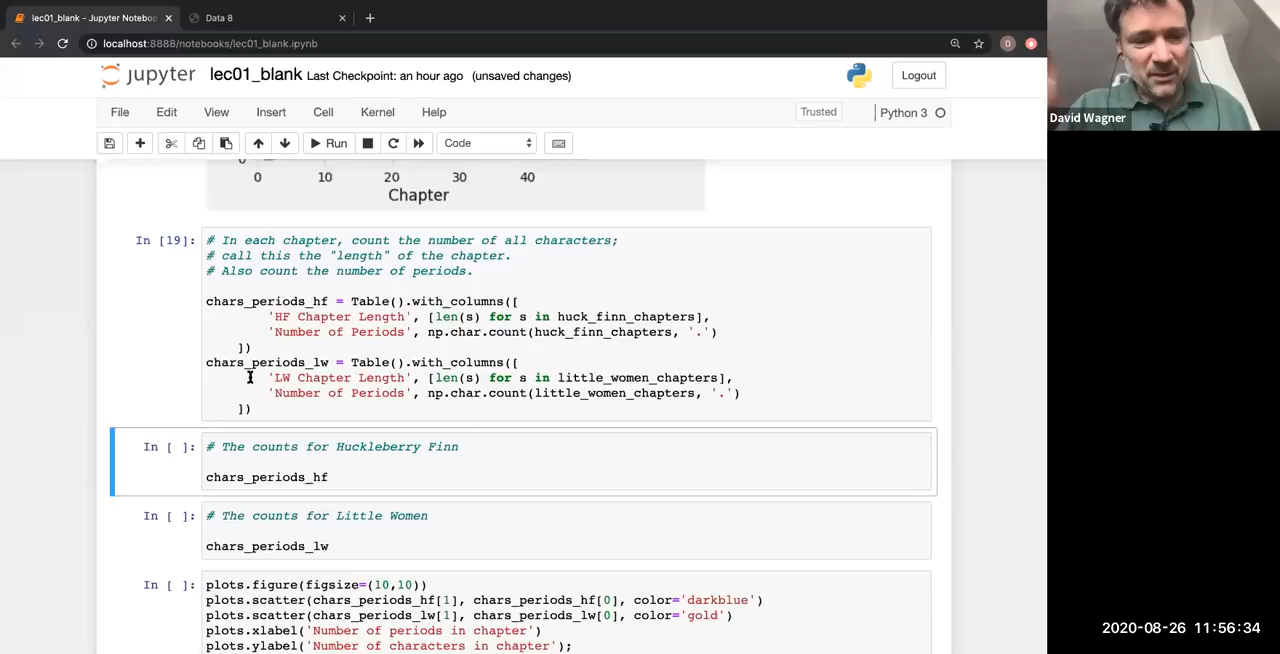 lec01_blank - Jupyter Noteboo
Data 8
localhost:8888/notebooks/lec01_blank.ipynb
D
jupyter lec01_blank Last Checkpoint: an hour ago (unsaved changes)
Logout
File Edit View Insert Cell Kernel Help
Trusted
Python 3
Run
Code
David Wagner
0
0 10 20 30 40
Chapter
In [19]: # In each chapter, count the number of all characters;
# call this the "length" of the chapter.
# Also count the number of periods.
chars_periods_hf = Table().with_columns([
'HF Chapter Length', [len(s) for s in huck_finn_chapters],
'Number of Periods', np.char.count(huck_finn_chapters, '.')
])
chars_periods_lw = Table().with_columns([
'LW Chapter Length', [len(s) for s in little_women_chapters],
'Number of Periods', np.char.count(little_women_chapters, '.')
])
In [ ]: # The counts for Huckleberry Finn
chars_periods_hf
In [ ]: # The counts for Little Women
chars_periods_lw
In [ ]: plots.figure(figsize=(10,10))
plots.scatter(chars_periods_hf[1], chars_periods_hf[0], color='darkblue')
plots.scatter(chars_periods_lw[1], chars_periods_lw[0], color='gold')
plots.xlabel('Number of periods in chapter')
plots.ylabel('Number of characters in chapter');
2020-08-26 11:56:34